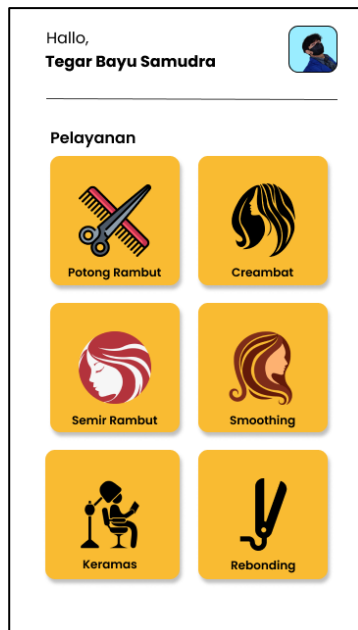 Hallo,
Tegar Bayu Samudra
Pelayanan
Potong Rambut
Creambat
Semir Rambut
Smoothing
Keramas
Rebonding